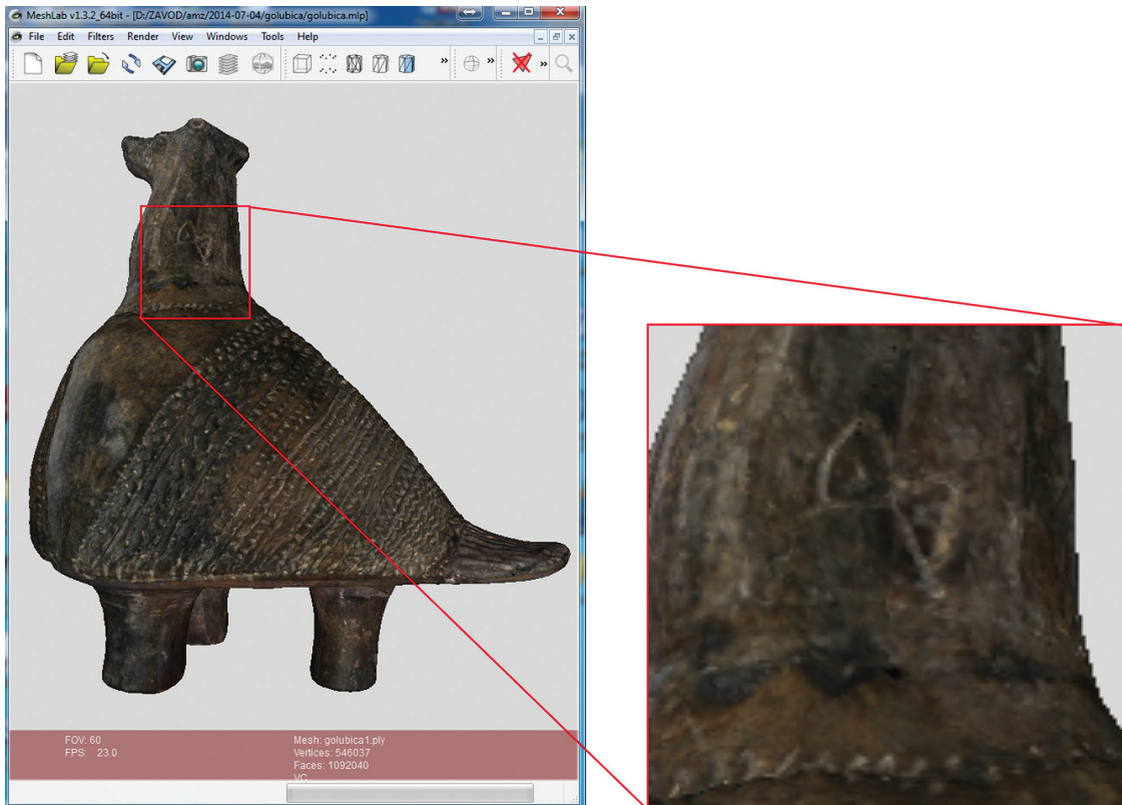 MeshLab v1.3.2_64bit - [D:/ZAVOD/amz/2014-07-04/golubica/golubica.mlp]
File Edit Filters Render View Windows Tools Help
FOV: 60
FPS: 23.0
Mesh: golubica1.ply
Vertices: 546037
Faces: 1092040
VC